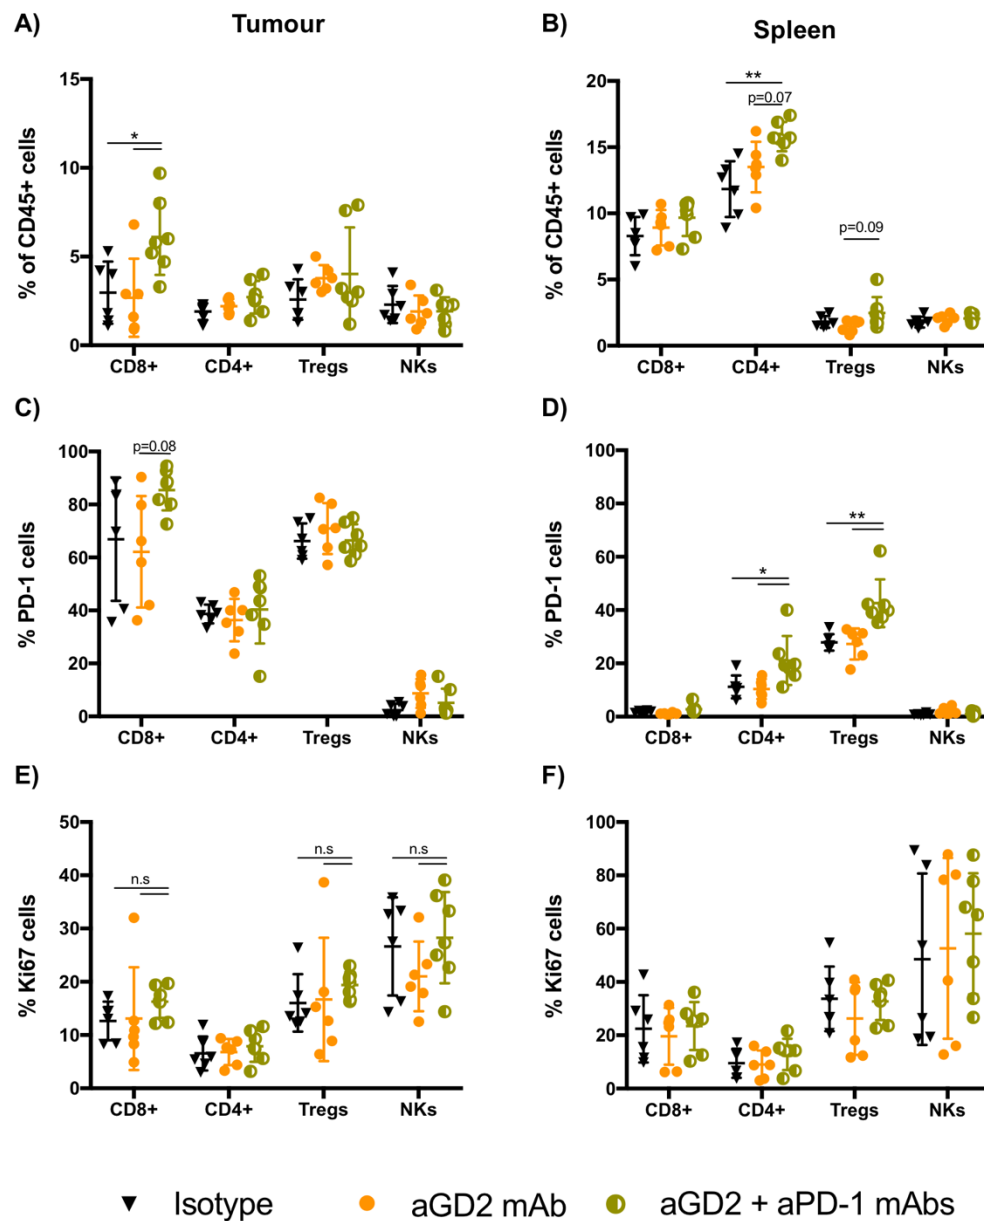 A)
Tumour
B)
Spleen
% of CD45+ cells
15
10
5
0
*
CD8+
CD4+
Tregs
NKs
% of CD45+ cells
20
15
10
5
0
**
p=0.07
p=0.09
CD8+
CD4+
Tregs
NKs
C)
% PD-1 cells
100
80
60
40
20
0
p=0.08
CD8+
CD4+
Tregs
NKs
D)
% PD-1 cells
100
80
60
40
20
0
*
**
CD8+
CD4+
Tregs
NKs
E)
% Ki67 cells
50
40
30
20
10
0
n.s
n.s
n.s
CD8+
CD4+
Tregs
NKs
F)
% Ki67 cells
100
80
60
40
20
0
CD8+
CD4+
Tregs
NKs
Isotype
aGD2 mAb
aGD2 + aPD-1 mAbs